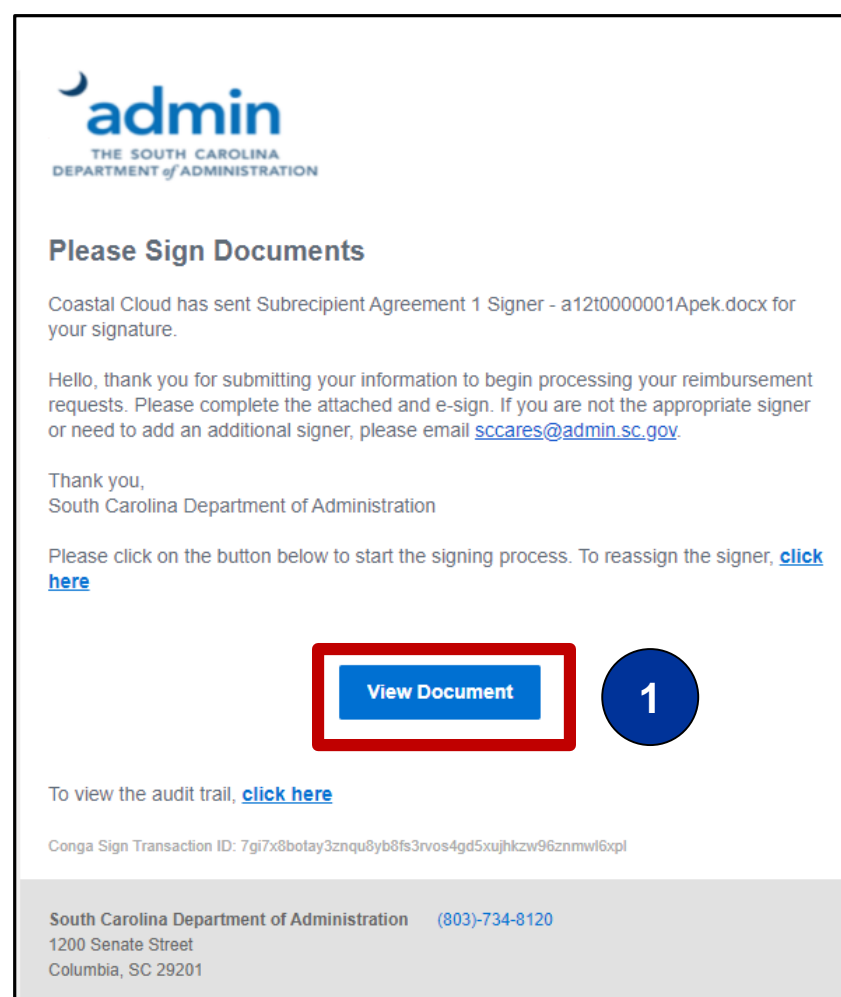 admin
THE SOUTH CAROLINA
DEPARTMENT of ADMINISTRATION
Please Sign Documents
Coastal Cloud has sent Subrecipient Agreement 1 Signer - a12t0000001Apek.docx for
your signature.
Hello, thank you for submitting your information to begin processing your reimbursement
requests. Please complete the attached and e-sign. If you are not the appropriate signer
or need to add an additional signer, please email sccares@admin.sc.gov.
Thank you,
South Carolina Department of Administration
Please click on the button below to start the signing process. To reassign the signer, click
here
View Document
1
To view the audit trail, click here
Conga Sign Transaction ID: 7gi7x8botay3znqu8yb8fs3rvos4gd5xujhkzw96znmwl6xpl
South Carolina Department of Administration (803)-734-8120
1200 Senate Street
Columbia, SC 29201